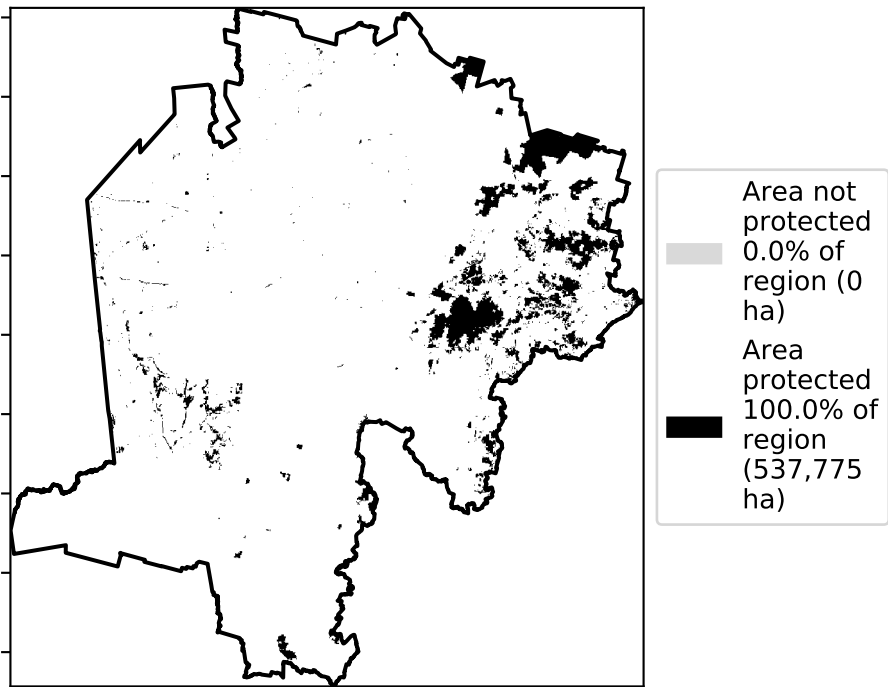 Area not
protected
0.0% of
region (0
ha)
Area
protected
100.0% of
region
(537,775
ha)